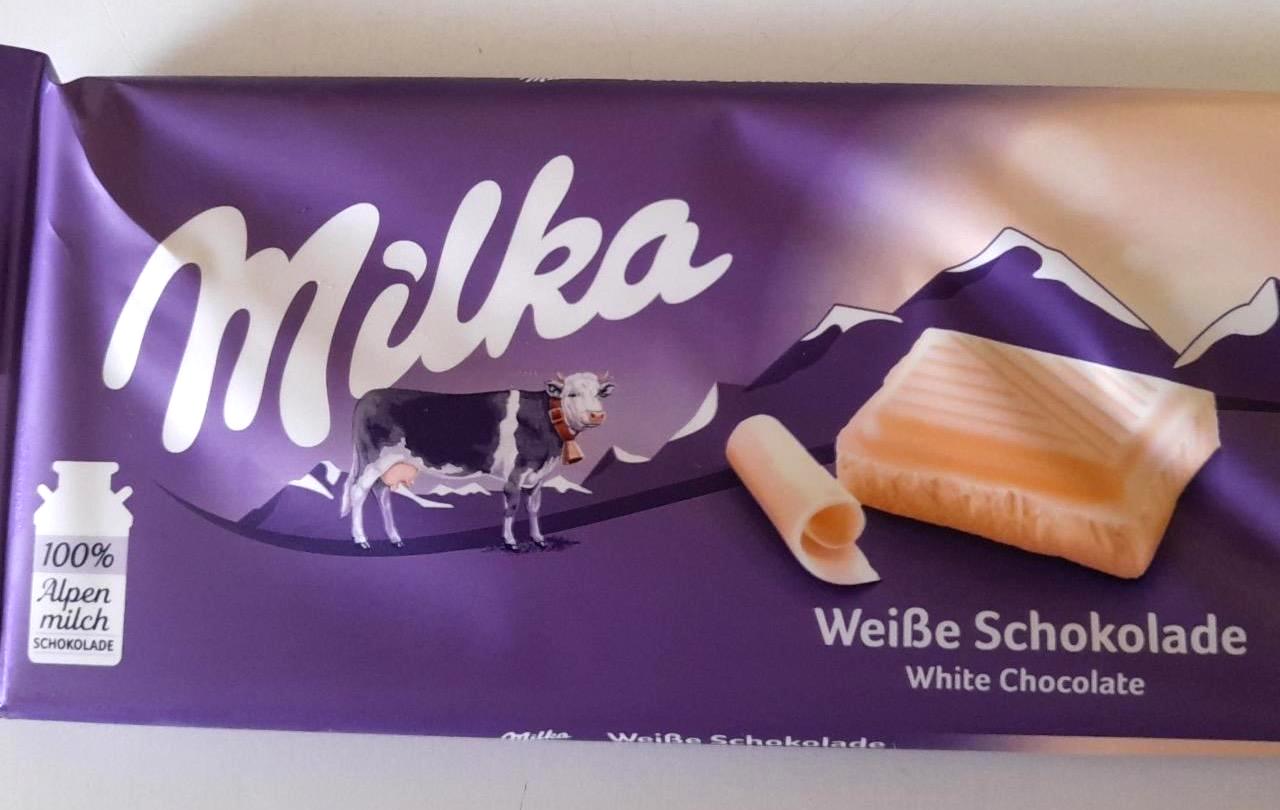 Milka
100%
Alpen
milch
SCHOKOLADE
Weiße Schokolade
White Chocolate
Milka Weiße Schokolade